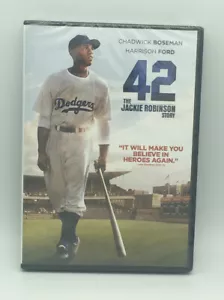 CHADWICK BOSEMAN
HARRISON FORD
42
THE
JACKIE ROBINSON
STORY
Dodgers
"IT WILL MAKE YOU
BELIEVE IN
HEROES AGAIN."